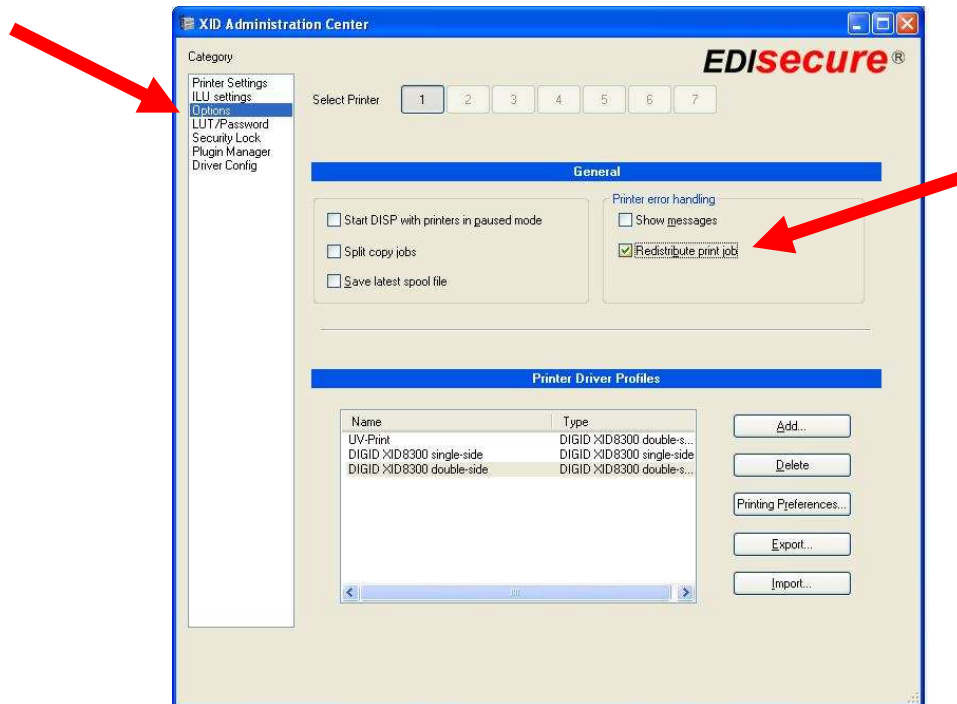 XID Administration Center
Category
EDIsecure®
Printer Settings
ILU settings
Options
LUT/Password
Security Lock
Plugin Manager
Driver Config
Select Printer 1 2 3 4 5 6 7
General
Start DISP with printers in paused mode
Split copy jobs
Save latest spool file
Printer error handling
Show messages
Redistribute print job
Printer Driver Profiles
Name Type
UV-Print DIGID XID8300 double-s...
DIGID XID8300 single-side DIGID XID8300 single-side
DIGID XID8300 double-side DIGID XID8300 double-s...
Add...
Delete
Printing Preferences...
Export...
Import...